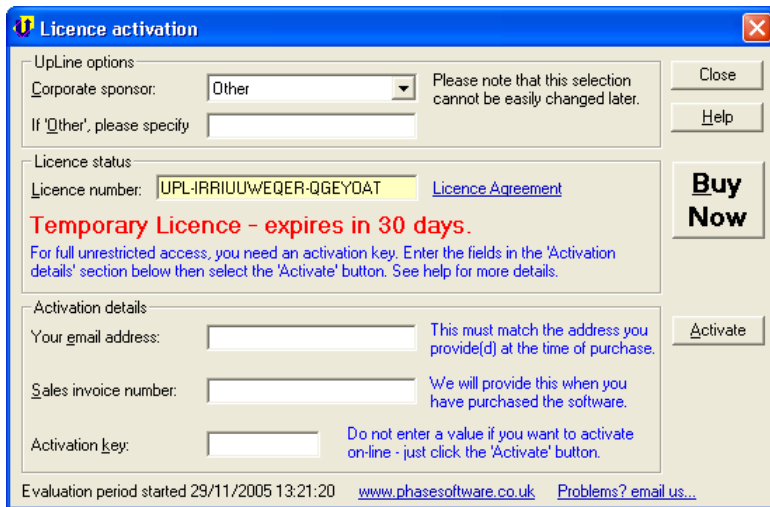 Licence activation
UpLine options
Corporate sponsor:
Other
Please note that this selection
cannot be easily changed later.
If 'Other', please specify
Close
Help
Licence status
Licence number:
UPL-IRRIUUWEQER-QGEYOAT
Licence Agreement
Temporary Licence - expires in 30 days.
For full unrestricted access, you need an activation key. Enter the fields in the 'Activation
details' section below then select the 'Activate' button. See help for more details.
Buy
Now
Activation details
Your email address:
This must match the address you
provide(d) at the time of purchase.
Activate
Sales invoice number:
We will provide this when you
have purchased the software.
Activation key:
Do not enter a value if you want to activate
on-line - just click the 'Activate' button.
Evaluation period started 29/11/2005 13:21:20
www.phasesoftware.co.uk
Problems? email us...